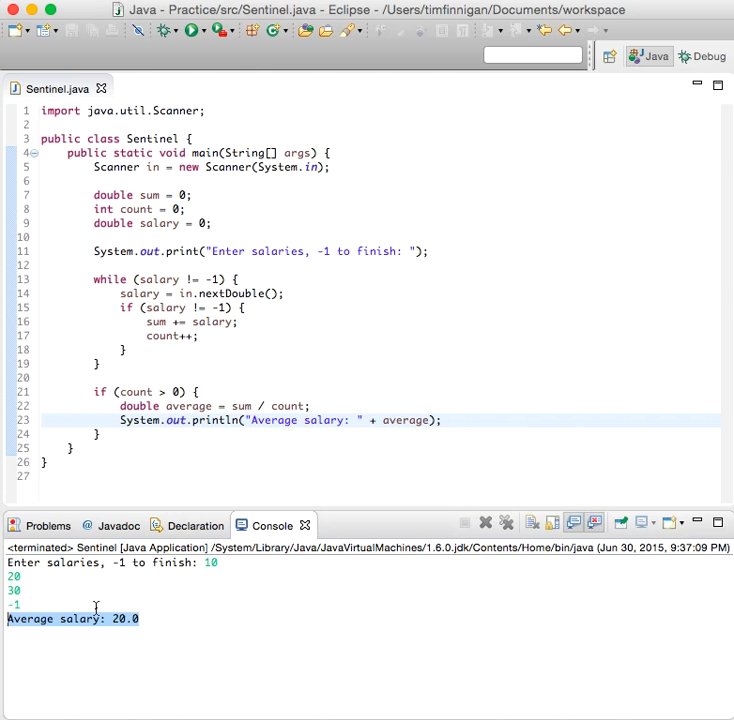 Java - Practice/src/Sentinel.java - Eclipse - /Users/timfinnigan/Documents/workspace
Java Debug
Sentinel.java
1 import java.util.Scanner;
2
3 public class Sentinel {
4 public static void main(String[] args) {
5 Scanner in = new Scanner(System.in);
6
7 double sum = 0;
8 int count = 0;
9 double salary = 0;
10
11 System.out.print("Enter salaries, -1 to finish: ");
12
13 while (salary != -1) {
14 salary = in.nextDouble();
15 if (salary != -1) {
16 sum += salary;
17 count++;
18 }
19 }
20
21 if (count > 0) {
22 double average = sum / count;
23 System.out.println("Average salary: " + average);
24 }
25 }
26 }
27
Problems @ Javadoc Declaration Console
<terminated> Sentinel [Java Application] /System/Library/Java/JavaVirtualMachines/1.6.0.jdk/Contents/Home/bin/java (Jun 30, 2015, 9:37:09 PM)
Enter salaries, -1 to finish: 10
20
30
-1
Average salary: 20.0